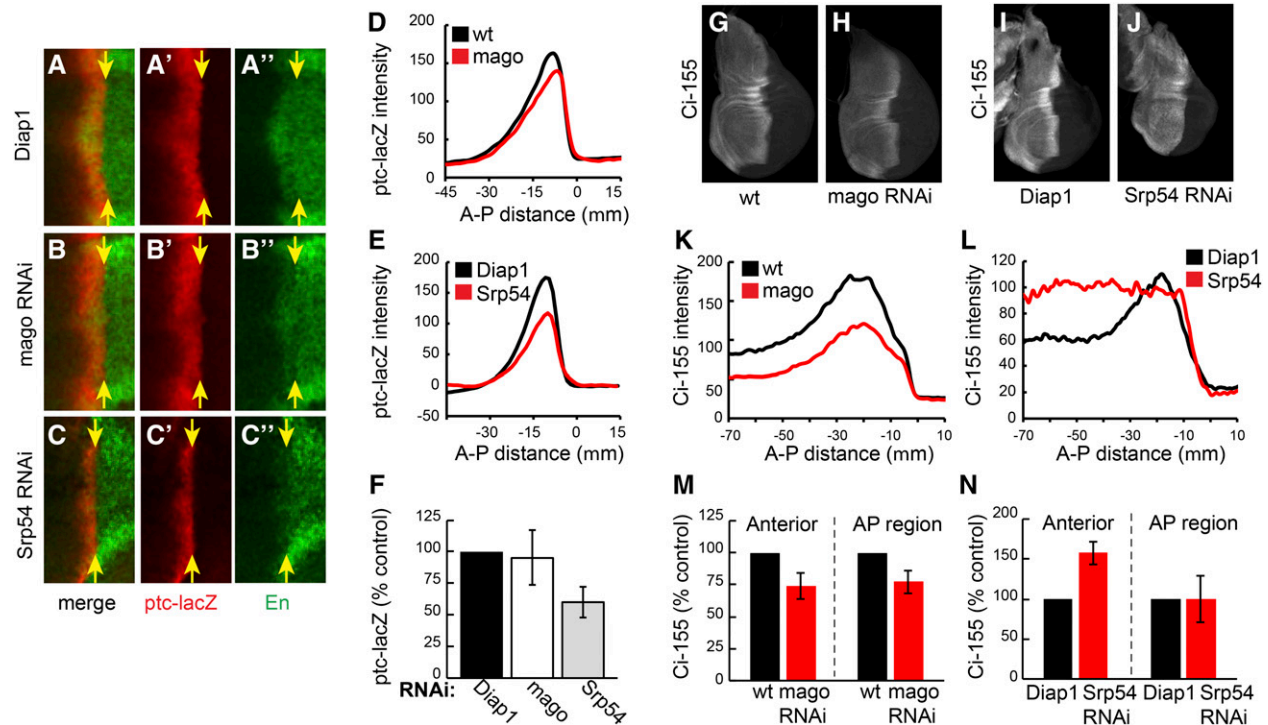 A
A'
A''
Diap1
B
B'
B''
mago RNAi
C
C'
C''
Srp54 RNAi
merge
ptc-lacZ
En
D
wt
mago
ptc-lacZ intensity
200
150
100
50
0
-45
-30
-15
0
15
A-P distance (mm)
E
Diap1
Srp54
ptc-lacZ intensity
200
150
100
50
0
-50
-30
-15
0
15
A-P distance (mm)
F
ptc-lacZ (% control)
125
100
75
50
25
0
RNAi:
Diap1
mago
Srp54
G
H
Ci-155
wt
mago RNAi
I
J
Ci-155
Diap1
Srp54 RNAi
K
wt
mago
Ci-155 intensity
200
150
100
50
0
-70
-50
-30
-10
10
A-P distance (mm)
L
Diap1
Srp54
Ci-155 intensity
120
100
80
60
40
20
0
-70
-50
-30
-10
10
A-P distance (mm)
M
Anterior
AP region
Ci-155 (% control)
125
100
75
50
25
0
wt mago
RNAi
wt mago
RNAi
N
Anterior
AP region
Ci-155 (% control)
200
150
100
50
0
Diap1 Srp54
RNAi
Diap1 Srp54
RNAi